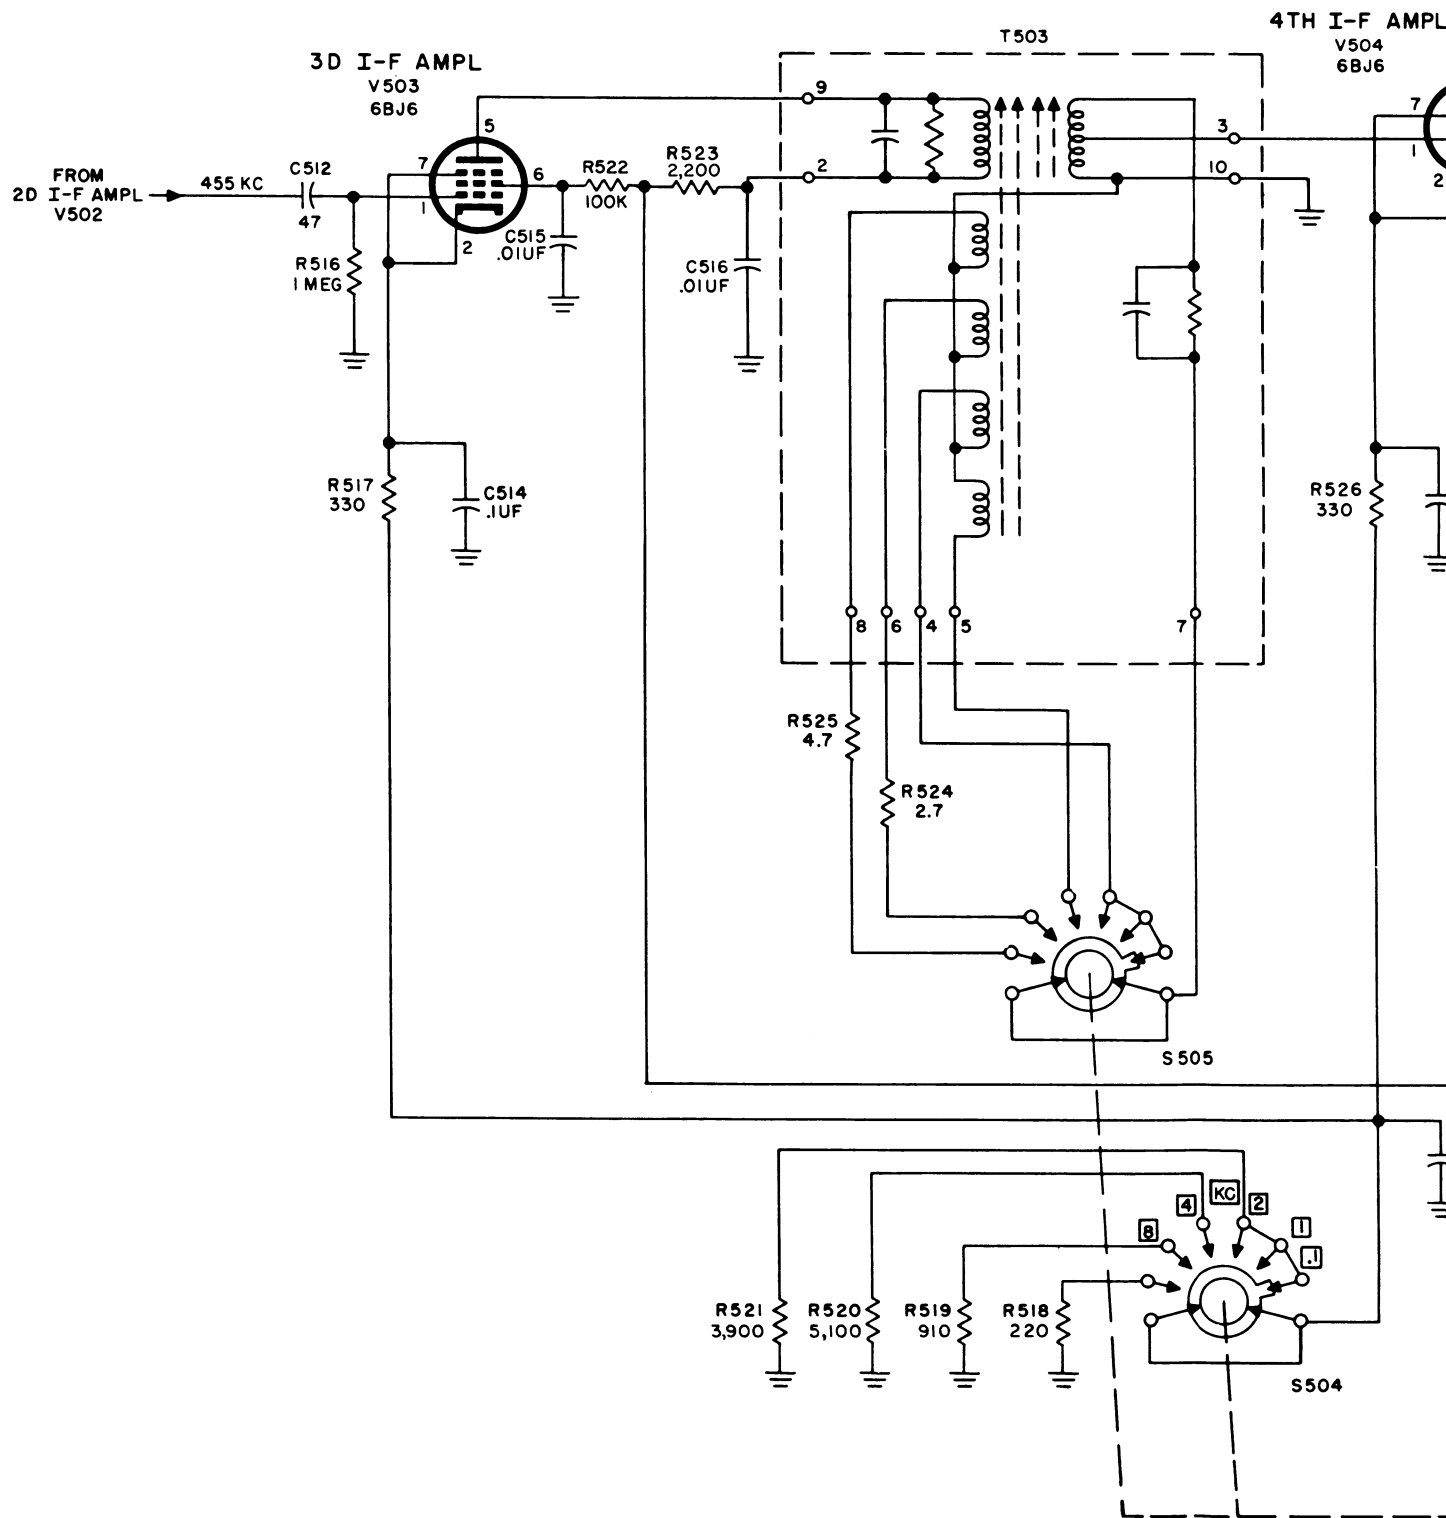 4TH I-F AMPL
V504
6BJ6
T503
3D I-F AMPL
V503
6BJ6
5
9
7
3
7
6
R522
100K
R523
2,200
2
10
1
2
FROM
2D I-F AMPL
V502
455 KC
C512
47
1
2
C515
.01UF
R516
1 MEG
C516
.01UF
R517
330
C514
.1UF
R526
330
8
6
4
5
7
R525
4.7
R524
2.7
S505
8
4
KC
2
1
.1
R521
3,900
R520
5,100
R519
910
R518
220
S504